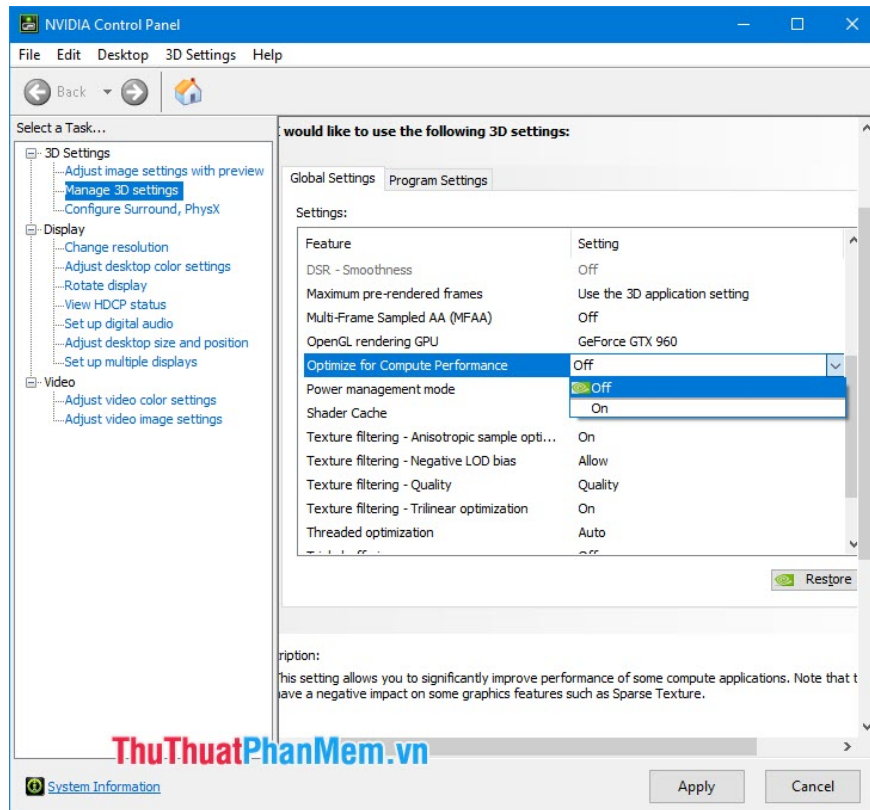 NVIDIA Control Panel
File Edit Desktop 3D Settings Help
Back
Select a Task...
3D Settings
Adjust image settings with preview
Manage 3D settings
Configure Surround, PhysX
Display
Change resolution
Adjust desktop color settings
Rotate display
View HDCP status
Set up digital audio
Adjust desktop size and position
Set up multiple displays
Video
Adjust video color settings
Adjust video image settings
would like to use the following 3D settings:
Global Settings Program Settings
Settings:
Feature Setting
DSR - Smoothness Off
Maximum pre-rendered frames Use the 3D application setting
Multi-Frame Sampled AA (MFAA) Off
OpenGL rendering GPU GeForce GTX 960
Optimize for Compute Performance Off
Power management mode Off
Shader Cache On
Texture filtering - Anisotropic sample opti... On
Texture filtering - Negative LOD bias Allow
Texture filtering - Quality Quality
Texture filtering - Trilinear optimization On
Threaded optimization Auto
Restore
ription:
This setting allows you to significantly improve performance of some compute applications. Note that t
ave a negative impact on some graphics features such as Sparse Texture.
ThuThuatPhanMem.vn
System Information
Apply Cancel